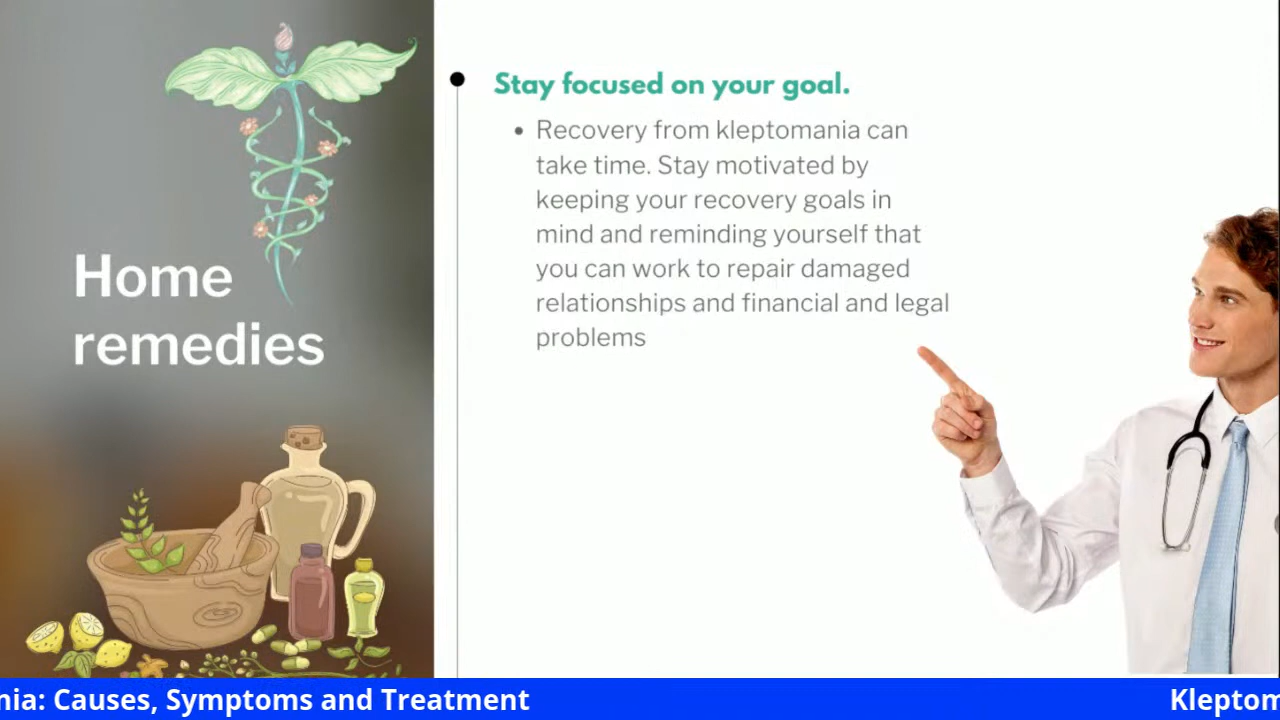 Home
remedies
Stay focused on your goal.
Recovery from kleptomania can
take time. Stay motivated by
keeping your recovery goals in
mind and reminding yourself that
you can work to repair damaged
relationships and financial and legal
problems
nia: Causes, Symptoms and Treatment
Kleptom